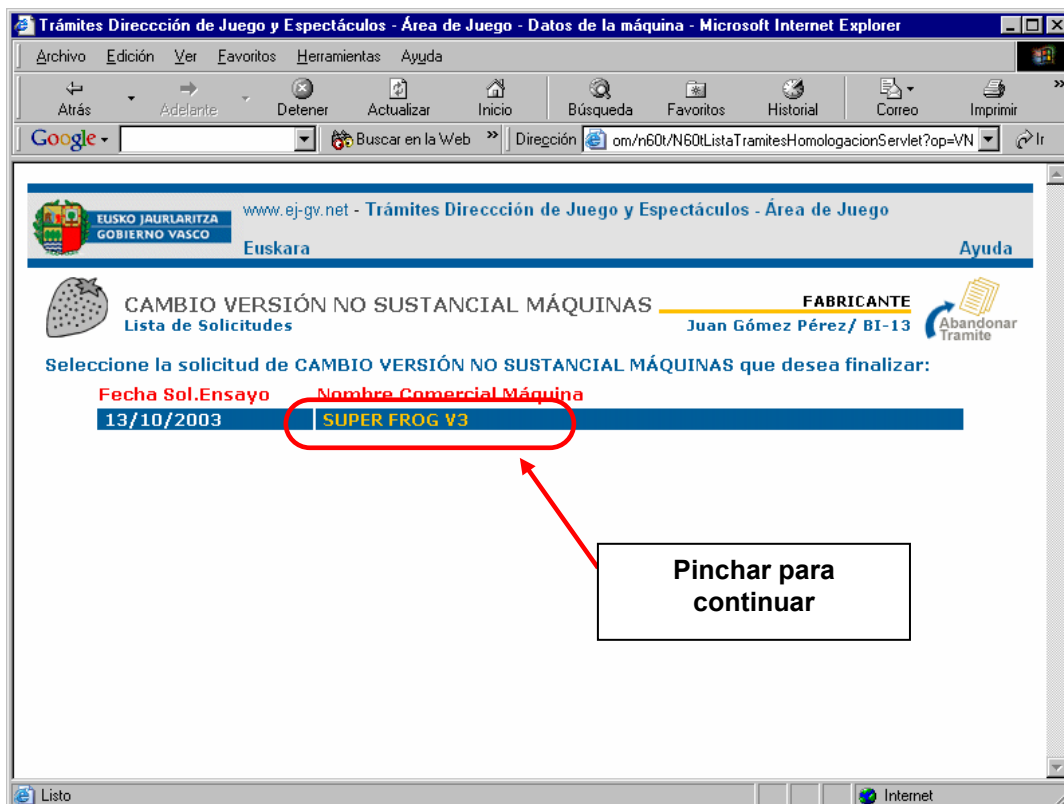 Trámites Direccción de Juego y Espectáculos - Área de Juego - Datos de la máquina - Microsoft Internet Explorer
Archivo Edición Ver Favoritos Herramientas Ayuda
Atrás Adelante Detener Actualizar Inicio Búsqueda Favoritos Historial Correo Imprimir »
Google Buscar en la Web » Dirección om/n60t/N60tListaTramitesHomologacionServlet?op=VN Ir
EUSKO JAURLARITZA
GOBIERNO VASCO
www.ej-gv.net - Trámites Direccción de Juego y Espectáculos - Área de Juego
Euskara Ayuda
CAMBIO VERSIÓN NO SUSTANCIAL MÁQUINAS
Lista de Solicitudes
FABRICANTE
Juan Gómez Pérez/ BI-13
Abandonar
Tramite
Seleccione la solicitud de CAMBIO VERSIÓN NO SUSTANCIAL MÁQUINAS que desea finalizar:
Fecha Sol.Ensayo Nombre Comercial Máquina
13/10/2003 SUPER FROG V3
Pinchar para
continuar
Listo Internet